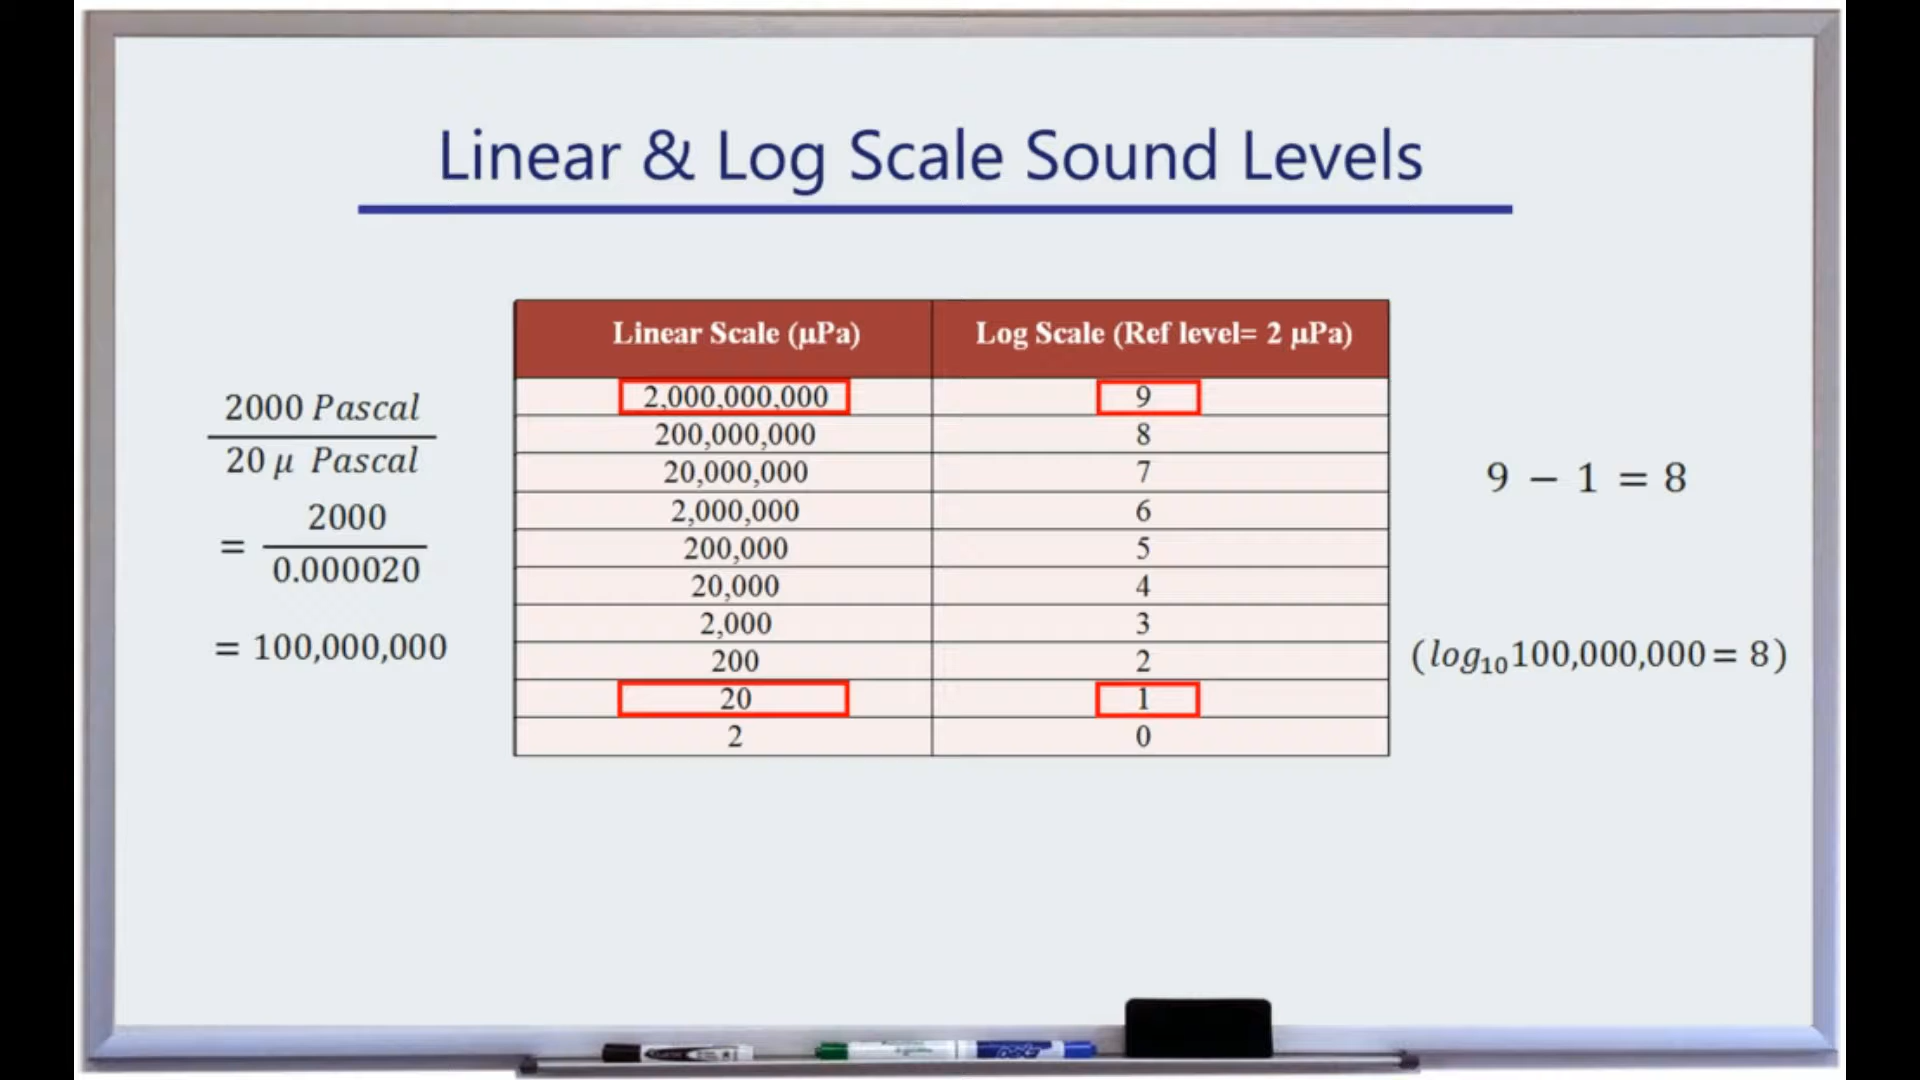 Linear & Log Scale Sound Levels
2000 Pascal
20 μ Pascal
= 2000
0.000020
= 100,000,000
Linear Scale (μPa) Log Scale (Ref level= 2 μPa)
2,000,000,000 9
200,000,000 8
20,000,000 7
2,000,000 6
200,000 5
20,000 4
2,000 3
200 2
20 1
2 0
9 − 1 = 8
(log₁₀100,000,000 = 8)